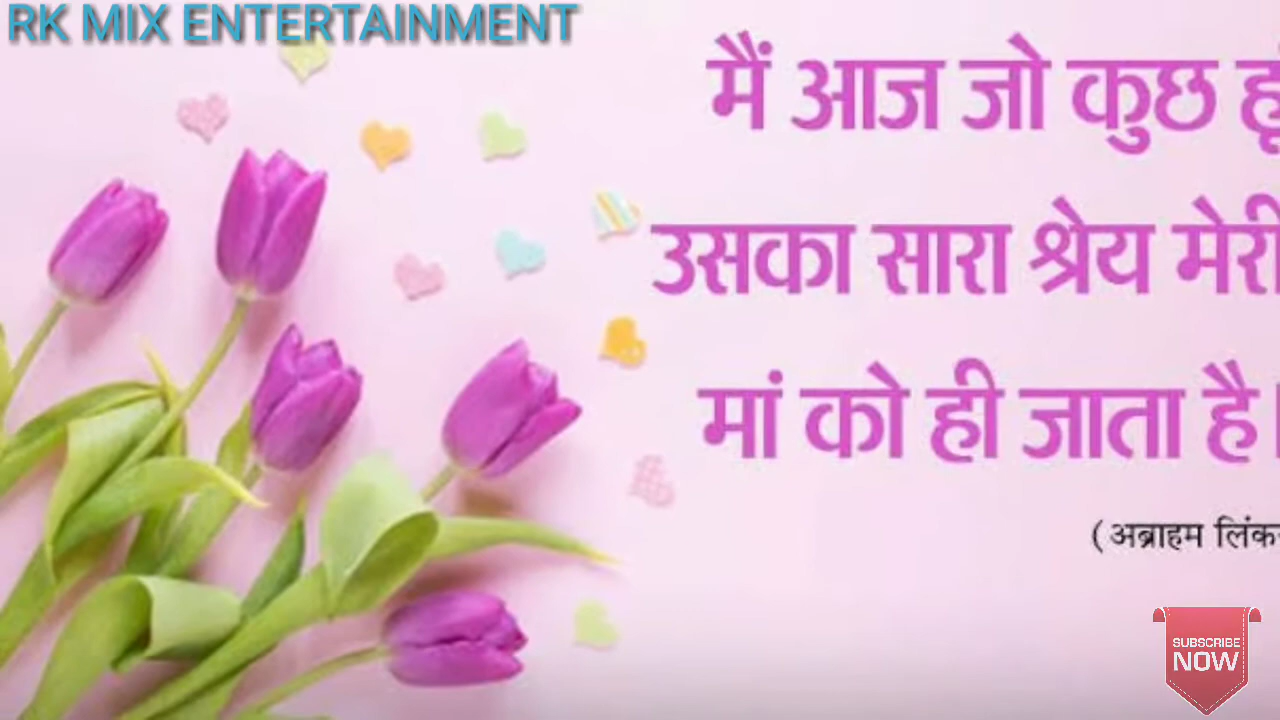 RK MIX ENTERTAINMENT
मैं आज जो कुछ हूं
उसका सारा श्रेय मेरी
मां को ही जाता है।
(अब्राहम
SUBSCRIBE
NOW